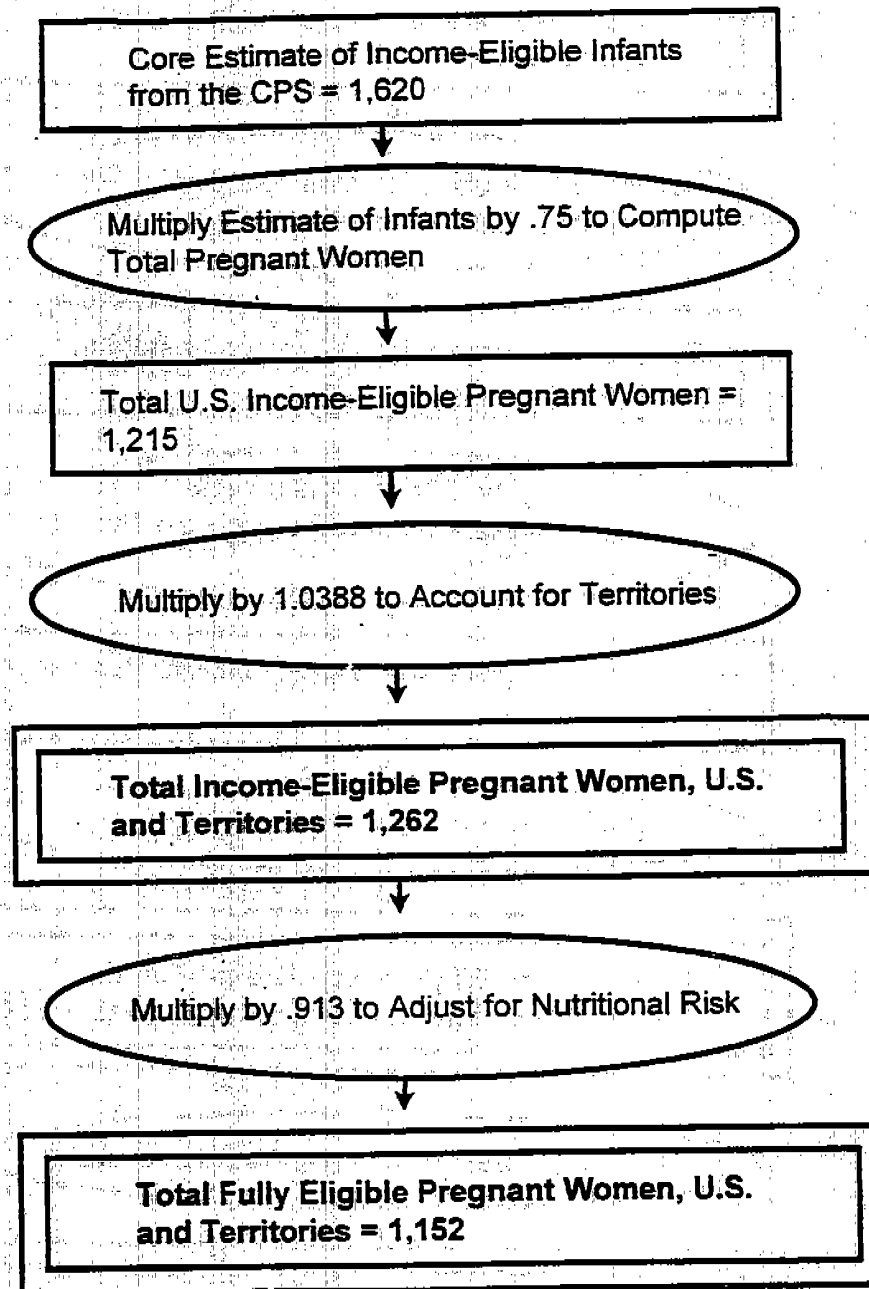 Core Estimate of Income-Eligible Infants
from the CPS = 1,620
Multiply Estimate of Infants by .75 to Compute
Total Pregnant Women
Total U.S. Income-Eligible Pregnant Women =
1,215
Multiply by 1.0388 to Account for Territories
Total Income-Eligible Pregnant Women, U.S.
and Territories = 1,262
Multiply by .913 to Adjust for Nutritional Risk
Total Fully Eligible Pregnant Women, U.S.
and Territories = 1,152